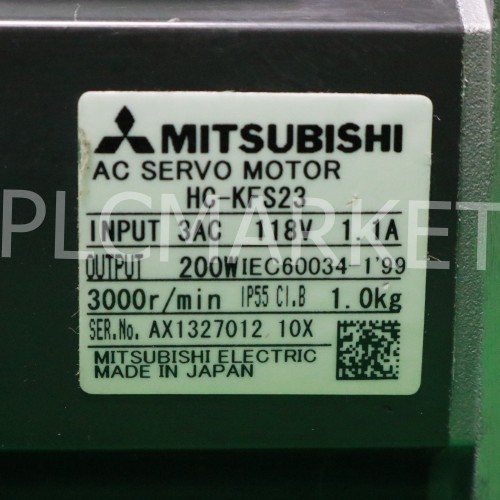 MITSUBISHI
AC SERVO MOTOR
HC-KFS23
INPUT 3AC 118V 1.1A
OUTPUT 200W IEC60034-1'99
3000r/min IP55 Cl.B 1.0kg
SER.No. AX1327012 10X
MITSUBISHI ELECTRIC
MADE IN JAPAN
PLCMARKET